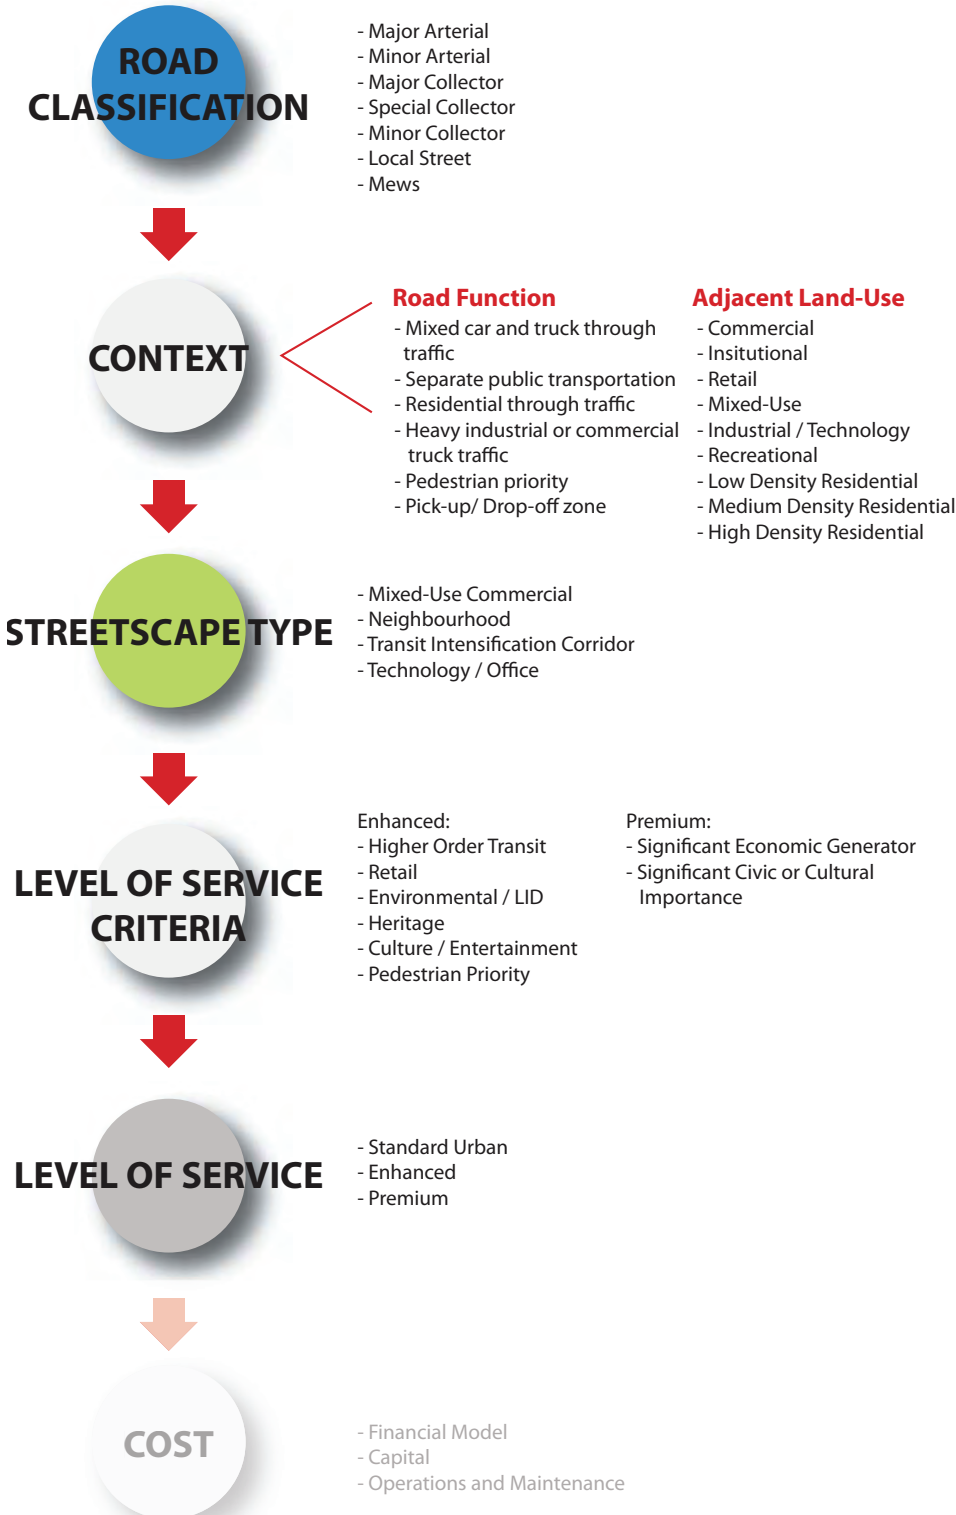 ROAD
CLASSIFICATION
- Major Arterial
- Minor Arterial
- Major Collector
- Special Collector
- Minor Collector
- Local Street
- Mews
CONTEXT
Road Function
- Mixed car and truck through
traffic
- Separate public transportation
- Residential through traffic
- Heavy industrial or commercial
truck traffic
- Pedestrian priority
- Pick-up/ Drop-off zone
Adjacent Land-Use
- Commercial
- Insitutional
- Retail
- Mixed-Use
- Industrial / Technology
- Recreational
- Low Density Residential
- Medium Density Residential
- High Density Residential
STREETSCAPE TYPE
- Mixed-Use Commercial
- Neighbourhood
- Transit Intensification Corridor
- Technology / Office
LEVEL OF SERVICE
CRITERIA
Enhanced:
- Higher Order Transit
- Retail
- Environmental / LID
- Heritage
- Culture / Entertainment
- Pedestrian Priority
Premium:
- Significant Economic Generator
- Significant Civic or Cultural
Importance
LEVEL OF SERVICE
- Standard Urban
- Enhanced
- Premium
COST
- Financial Model
- Capital
- Operations and Maintenance